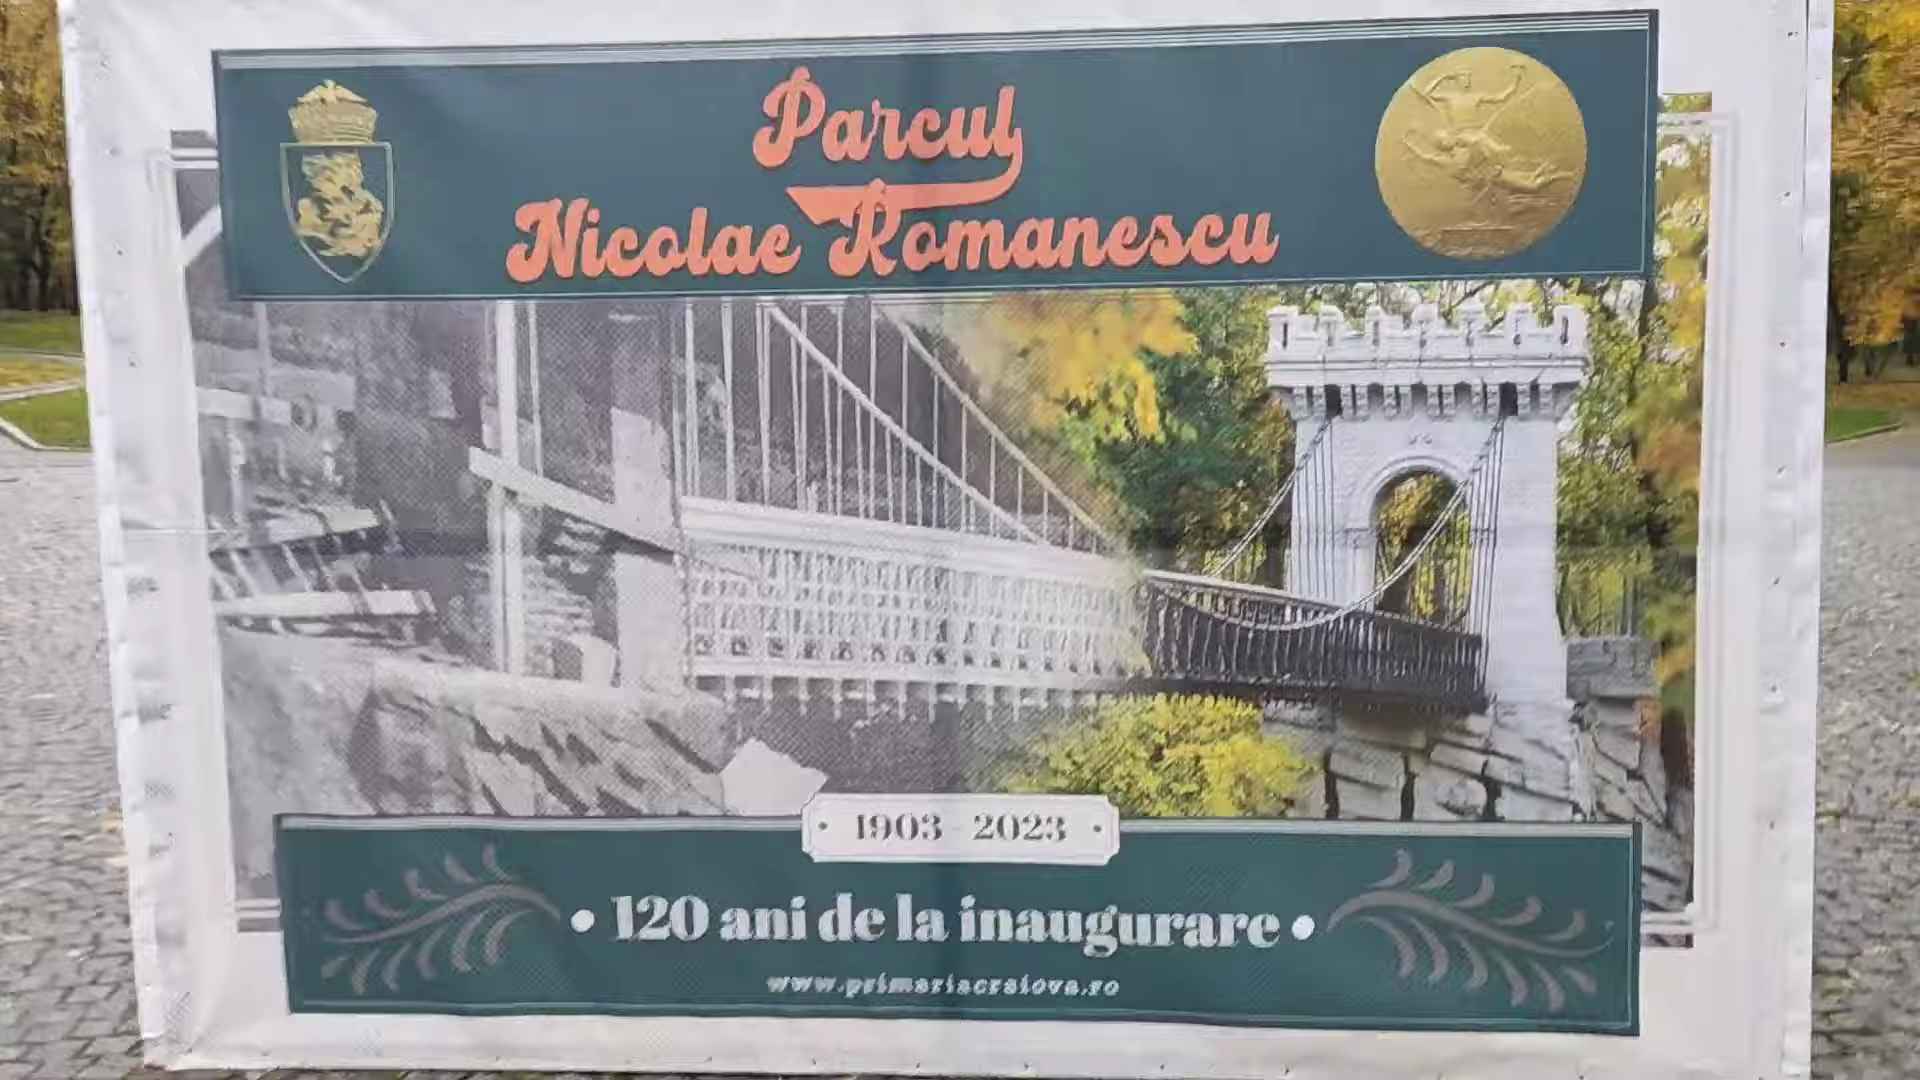 Parcul
Nicolae Romanescu
• 1903 - 2023 •
• 120 ani de la inaugurare •
www.primariacraiova.ro